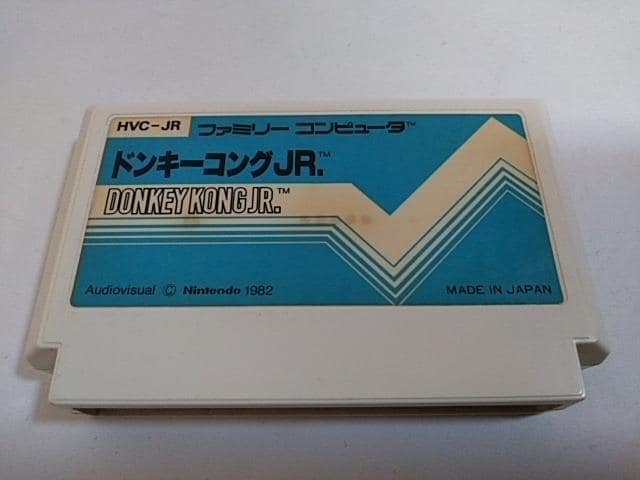 HVC-JR ファミリー コンピュータ™
ドンキーコングJR.™
DONKEY KONG JR.™
Audiovisual © Nintendo 1982
MADE IN JAPAN